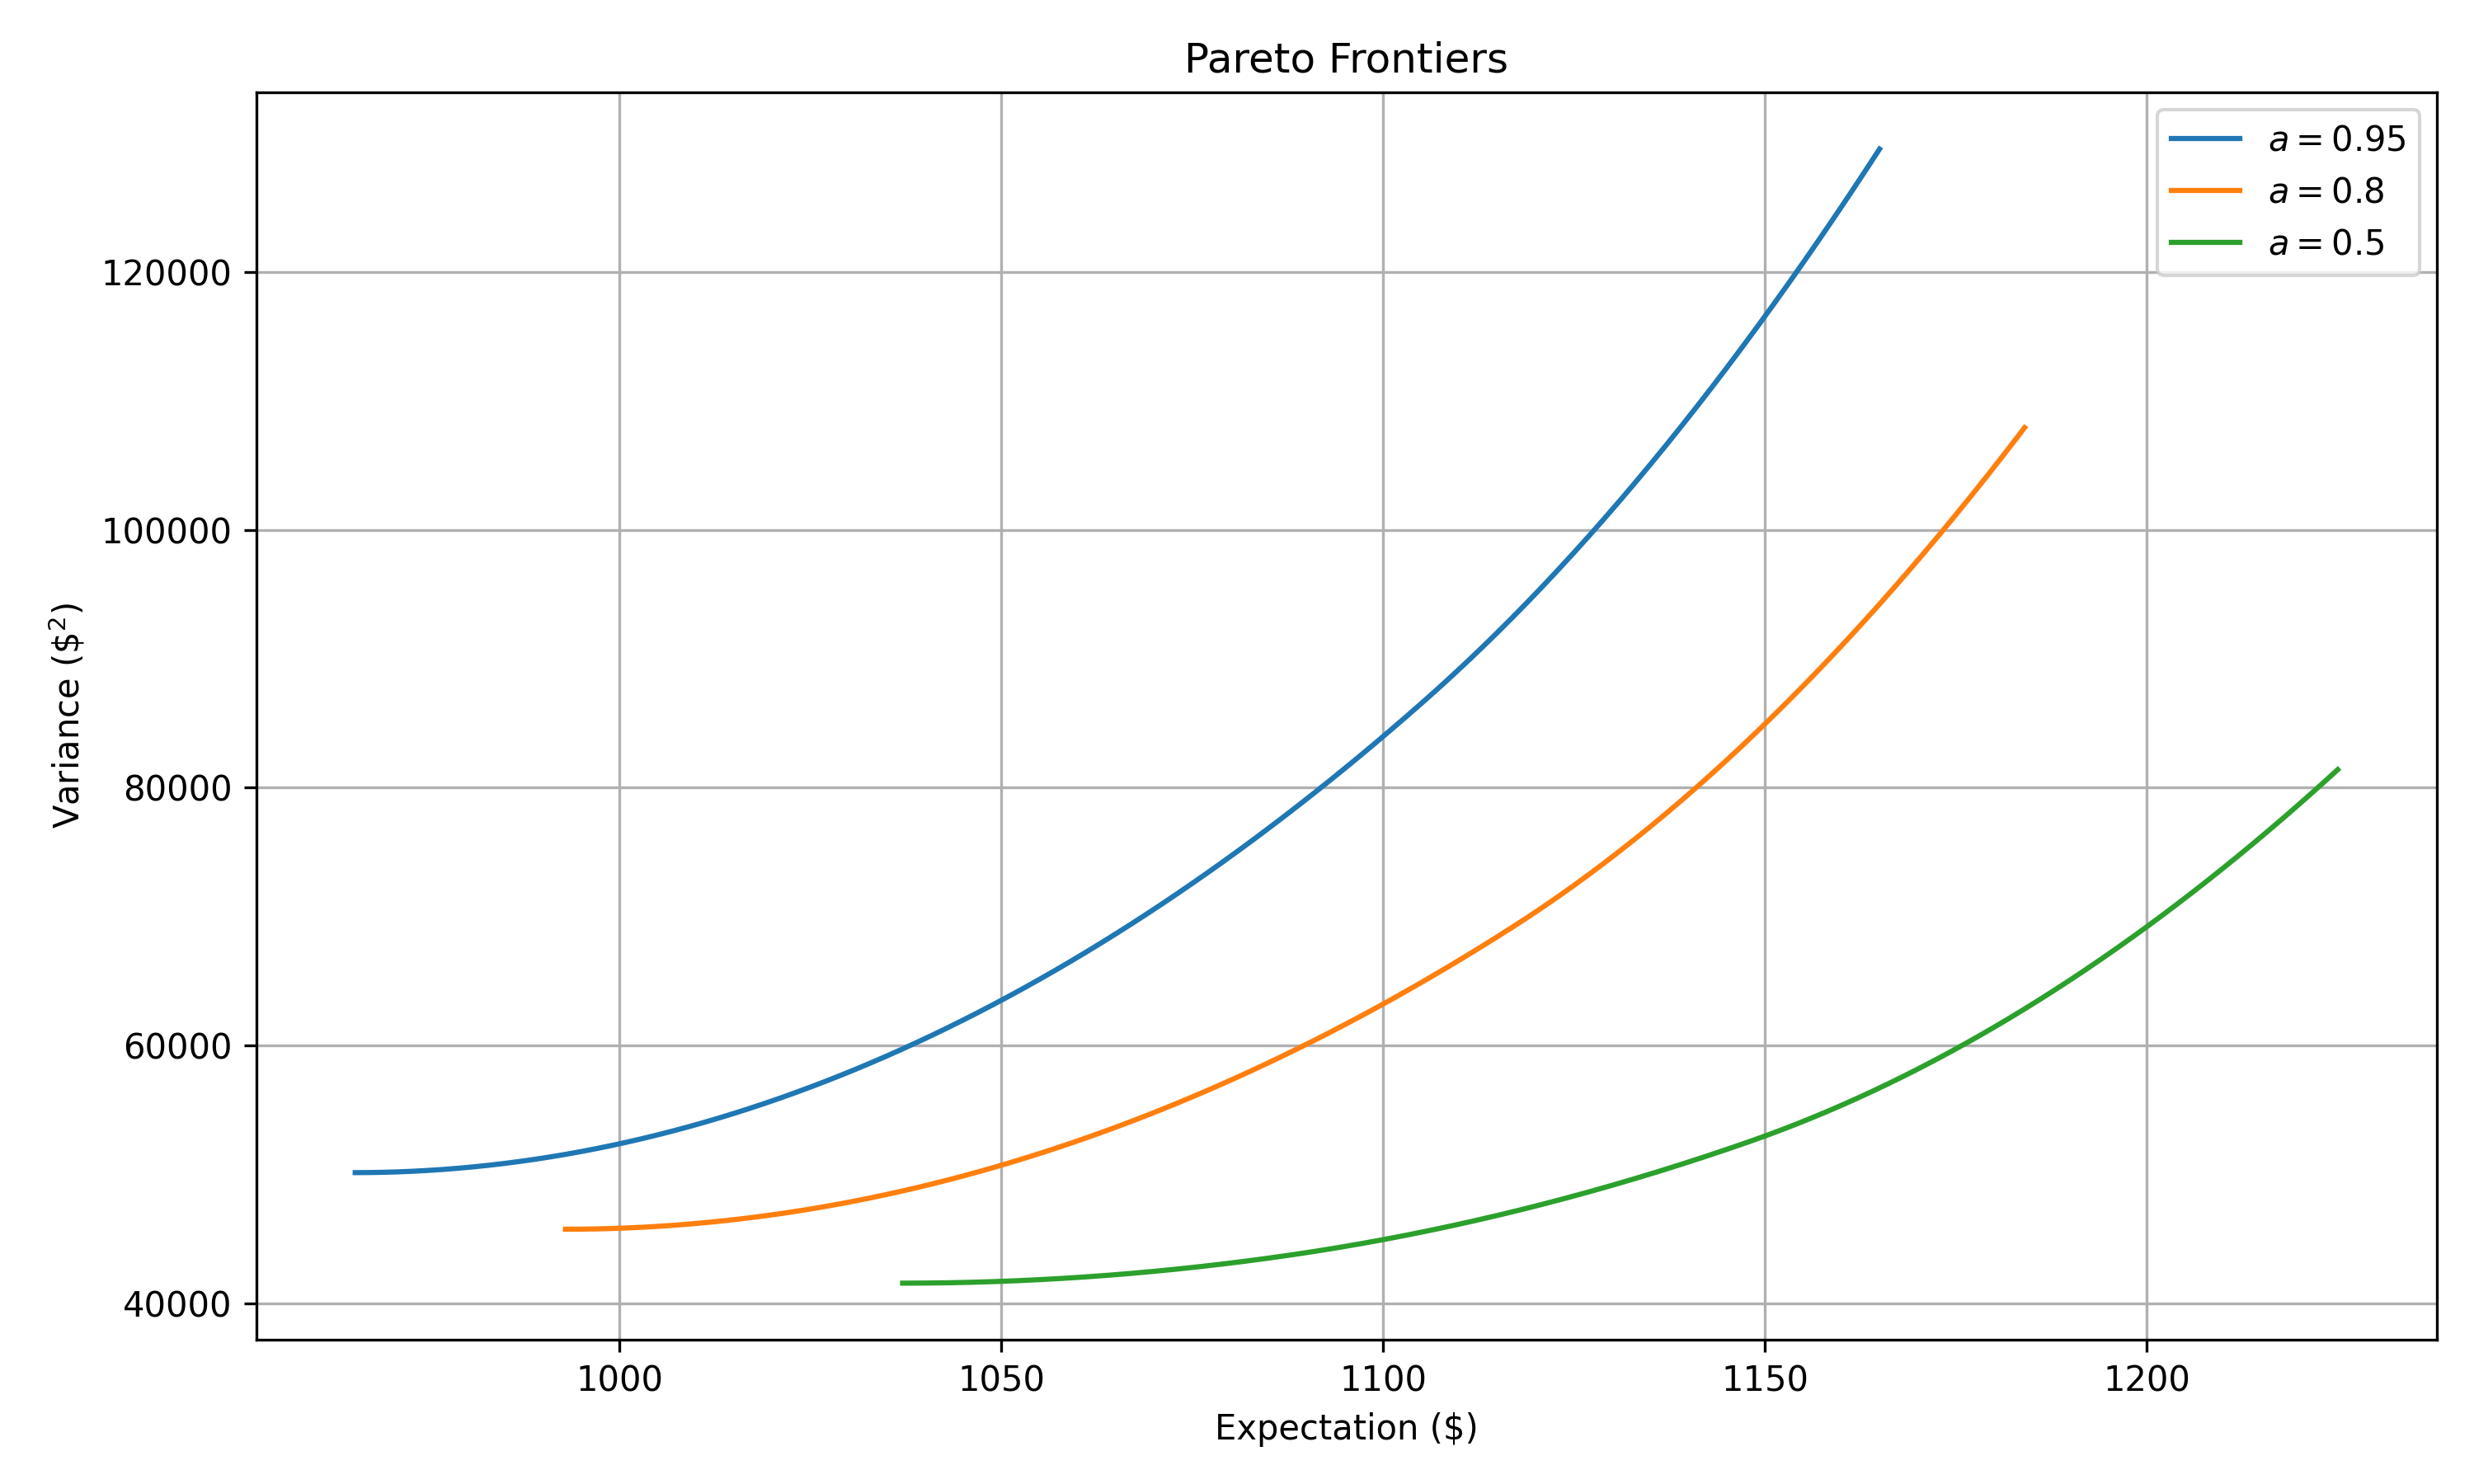 Pareto Frontiers
a = 0.95
a = 0.8
a = 0.5
Variance ($²)
120000
100000
80000
60000
40000
1000 1050 1100 1150 1200
Expectation ($)